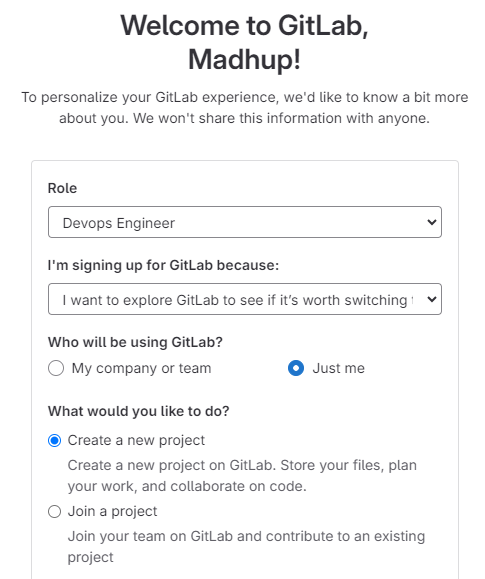 Welcome to GitLab,
Madhup!
To personalize your GitLab experience, we'd like to know a bit more
about you. We won't share this information with anyone.
Role
Devops Engineer
I'm signing up for GitLab because:
I want to explore GitLab to see if it’s worth switching
Who will be using GitLab?
My company or team
Just me
What would you like to do?
Create a new project
Create a new project on GitLab. Store your files, plan
your work, and collaborate on code.
Join a project
Join your team on GitLab and contribute to an existing
project